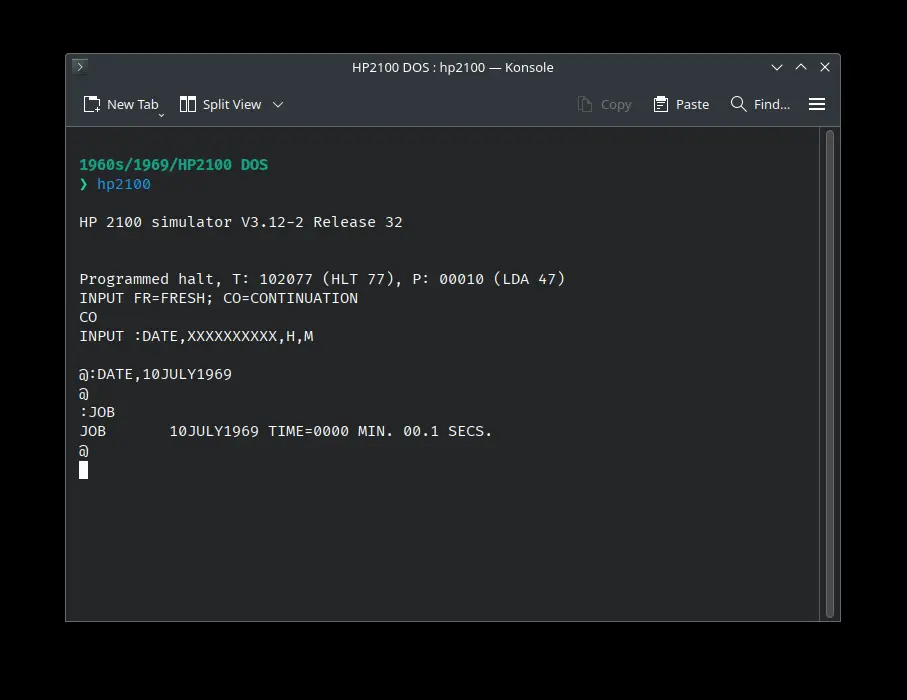 HP2100 DOS : hp2100 — Konsole
New Tab Split View Copy Paste Find...
1960s/1969/HP2100 DOS
❯ hp2100
HP 2100 simulator V3.12-2 Release 32
Programmed halt, T: 102077 (HLT 77), P: 00010 (LDA 47)
INPUT FR=FRESH; CO=CONTINUATION
CO
INPUT :DATE,XXXXXXXXXX,H,M
@:DATE,10JULY1969
@
:JOB
JOB       10JULY1969 TIME=0000 MIN. 00.1 SECS.
@